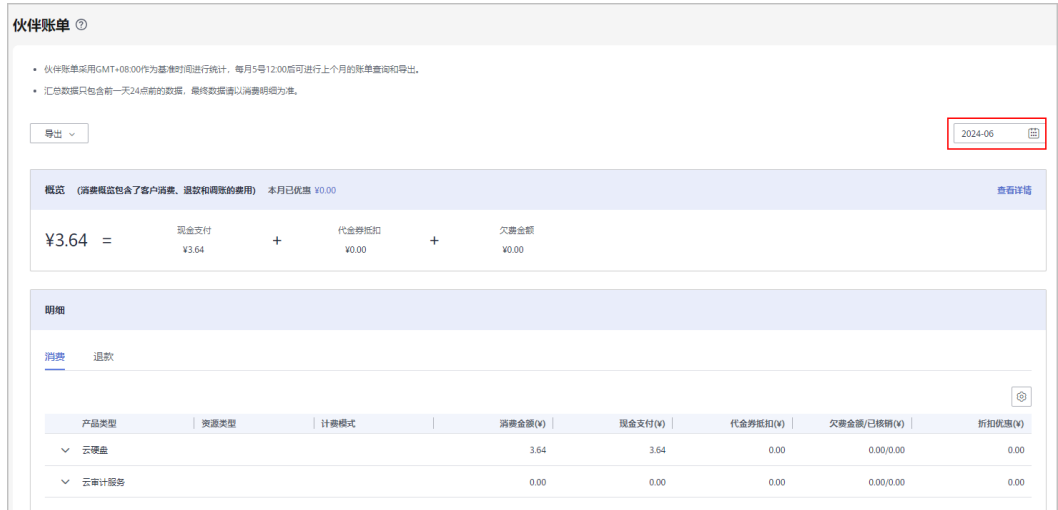 伙伴账单
伙伴账单采用GMT+08:00作为基准时间进行统计，每月5号12:00后可进行上个月的账单查询和导出。
汇总数据只包含前一天24点前的数据，最终数据请以消费明细为准。
导出 2024-06
概览 (消费概览包含了客户消费、退款和调账的费用) 本月已优惠 ¥0.00 查看详情
现金支付 代金券抵扣 欠费金额
¥3.64 = + +
¥3.64 ¥0.00 ¥0.00
明细
消费 退款
产品类型 资源类型 计费模式 消费金额(¥) 现金支付(¥) 代金券抵扣(¥) 欠费金额/已核销(¥) 折扣优惠(¥)
云硬盘 3.64 3.64 0.00 0.00/0.00 0.00
云审计服务 0.00 0.00 0.00 0.00/0.00 0.00